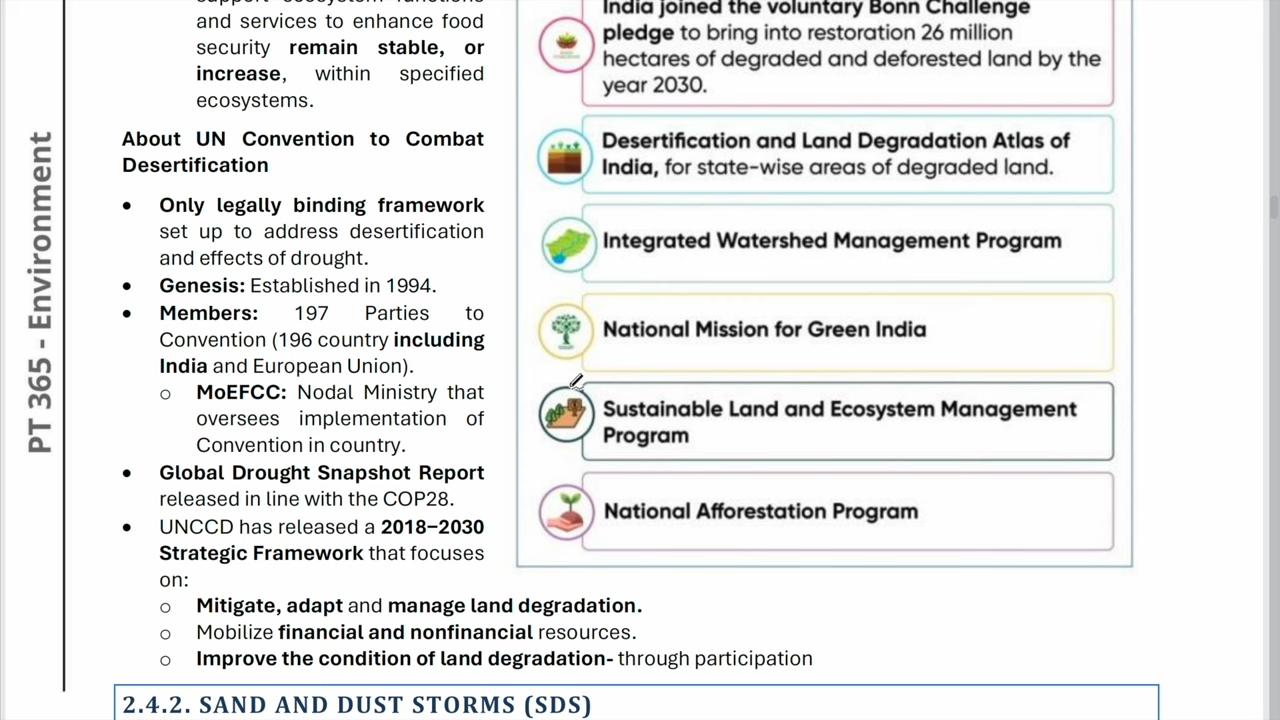 support ecosystem functions
and services to enhance food
security remain stable, or
increase, within specified
ecosystems.
About UN Convention to Combat
Desertification
• Only legally binding framework
set up to address desertification
and effects of drought.
• Genesis: Established in 1994.
• Members: 197 Parties to
Convention (196 country including
India and European Union).
o MoEFCC: Nodal Ministry that
oversees implementation of
Convention in country.
• Global Drought Snapshot Report
released in line with the COP28.
• UNCCD has released a 2018–2030
Strategic Framework that focuses
on:
o Mitigate, adapt and manage land degradation.
o Mobilize financial and nonfinancial resources.
o Improve the condition of land degradation- through participation
India joined the voluntary Bonn Challenge
pledge to bring into restoration 26 million
hectares of degraded and deforested land by the
year 2030.
Desertification and Land Degradation Atlas of
India, for state-wise areas of degraded land.
Integrated Watershed Management Program
National Mission for Green India
Sustainable Land and Ecosystem Management
Program
National Afforestation Program
2.4.2. SAND AND DUST STORMS (SDS)
PT 365 - Environment